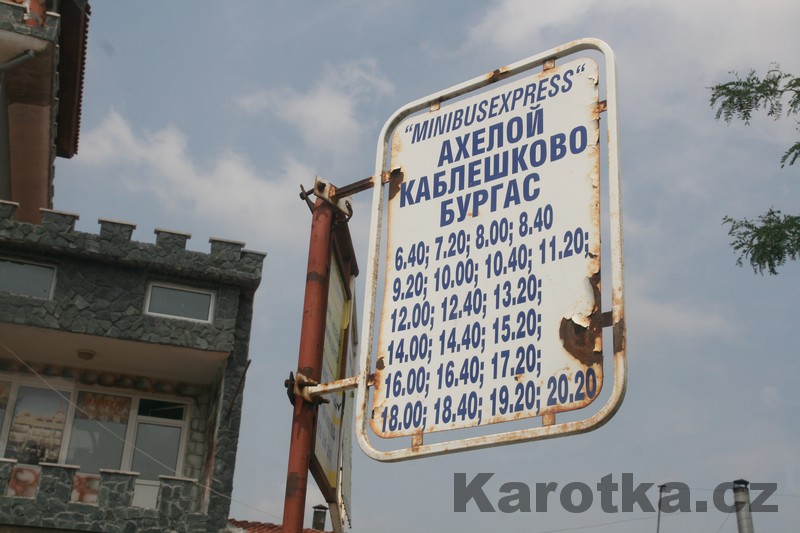 "MINIBUSEXPRESS"
АХЕЛОЙ
КАБЛЕШКОВО
БУРГАС
6.40; 7.20; 8.00; 8.40
9.20; 10.00; 10.40; 11.20;
12.00; 12.40; 13.20;
14.00; 14.40; 15.20;
16.00; 16.40; 17.20;
18.00; 18.40; 19.20; 20.20
Karotka.cz